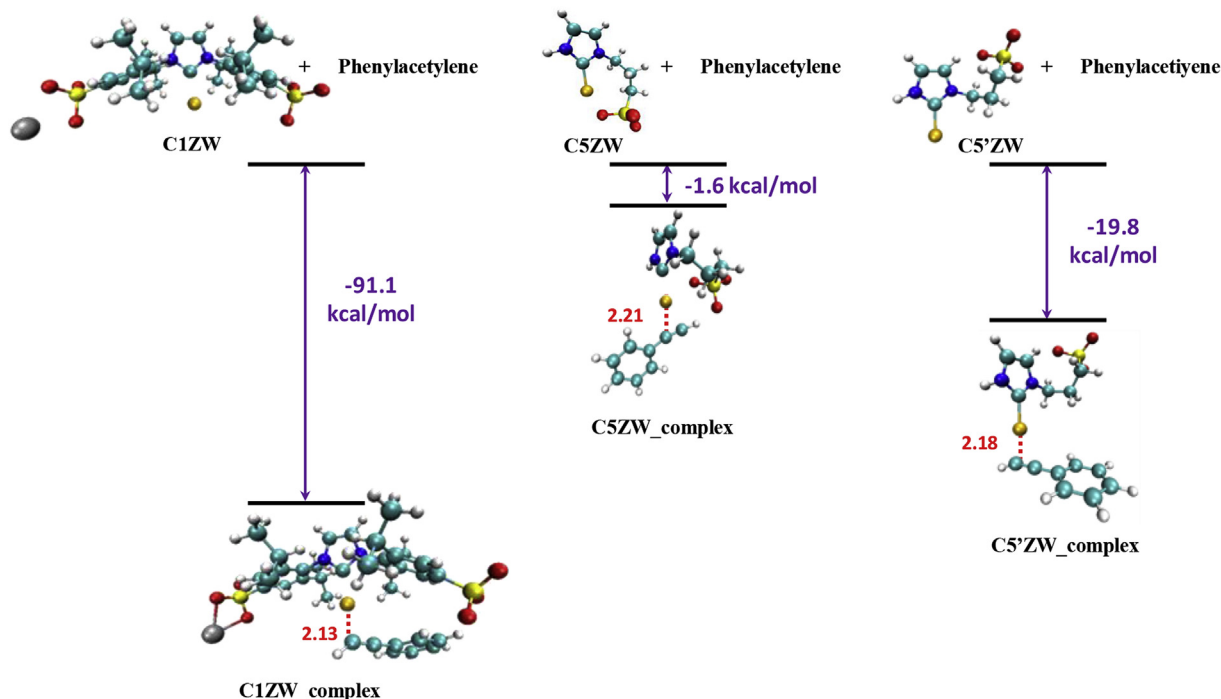 + Phenylacetylene
C1ZW
+ Phenylacetylene
C5ZW
+ Phenylacetiyene
C5'ZW
-91.1
kcal/mol
-1.6 kcal/mol
2.21
C5ZW_complex
-19.8
kcal/mol
2.18
C5'ZW_complex
2.13
C1ZW_complex